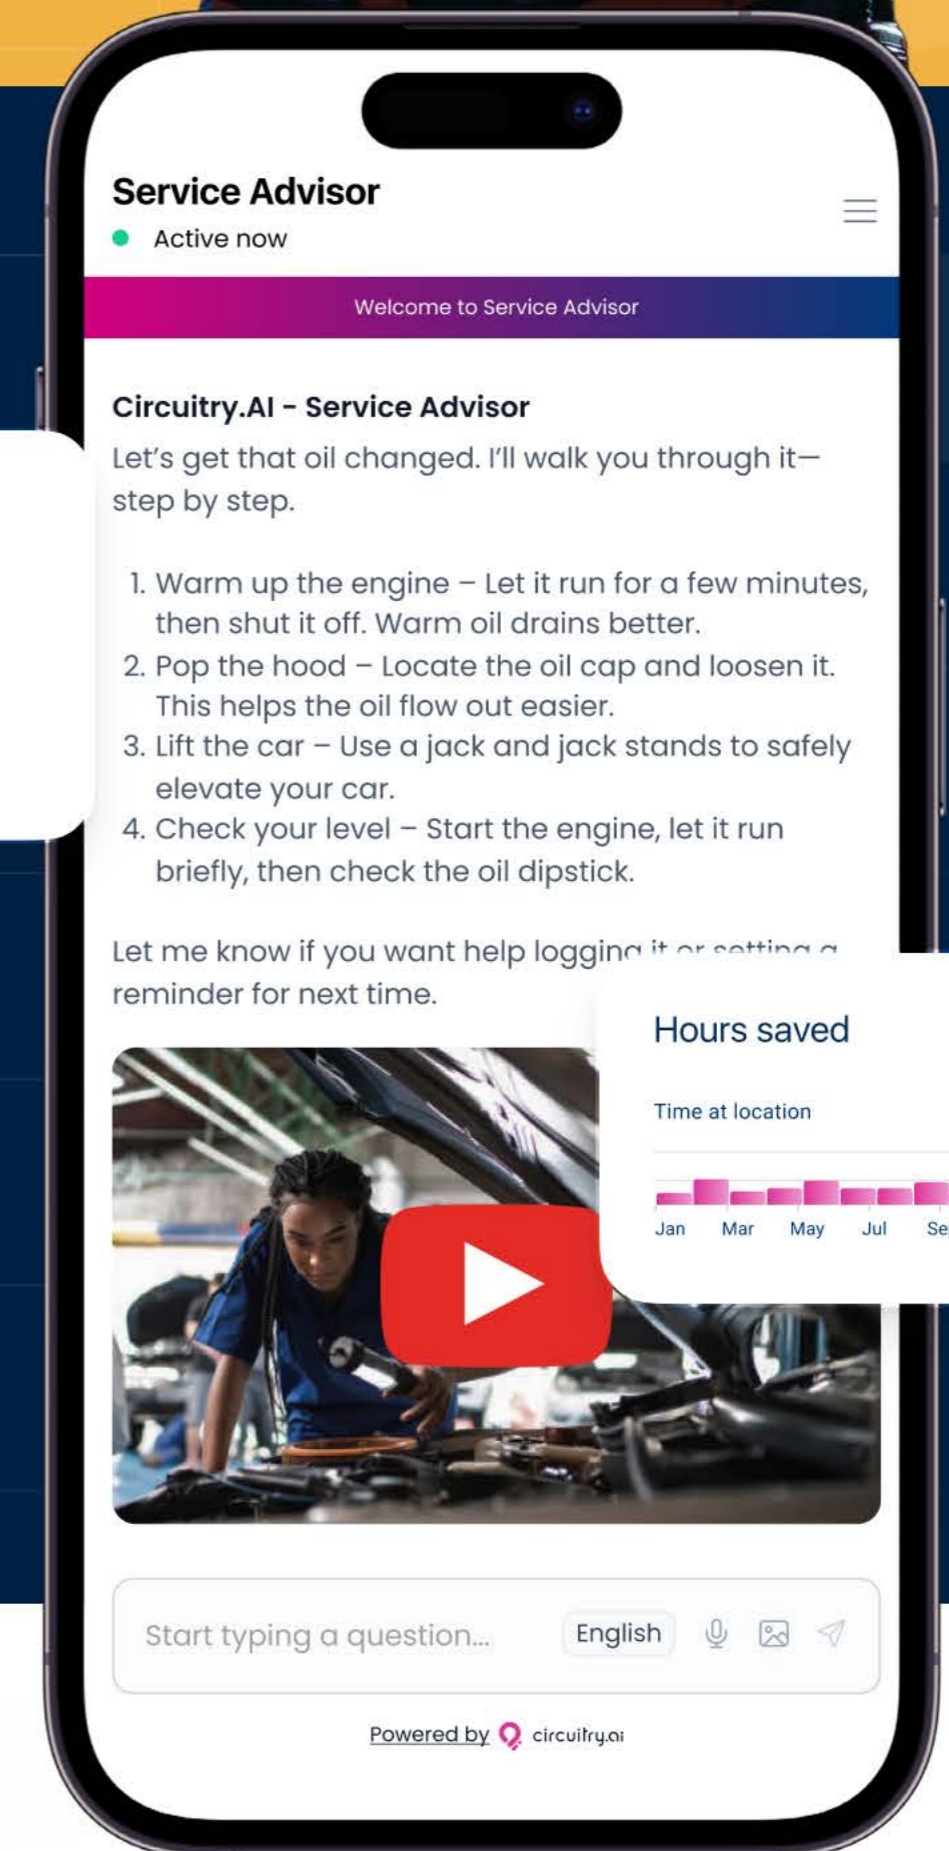 Service Advisor
Active now
Welcome to Service Advisor
Circuitry.AI - Service Advisor
Let's get that oil changed. I'll walk you through it—
step by step.
1. Warm up the engine – Let it run for a few minutes,
then shut it off. Warm oil drains better.
2. Pop the hood – Locate the oil cap and loosen it.
This helps the oil flow out easier.
3. Lift the car – Use a jack and jack stands to safely
elevate your car.
4. Check your level – Start the engine, let it run
briefly, then check the oil dipstick.
Let me know if you want help logging it or setting a
reminder for next time.
Hours saved
Time at location
Jan Mar May Jul
Start typing a question... English
Powered by circuitry.ai